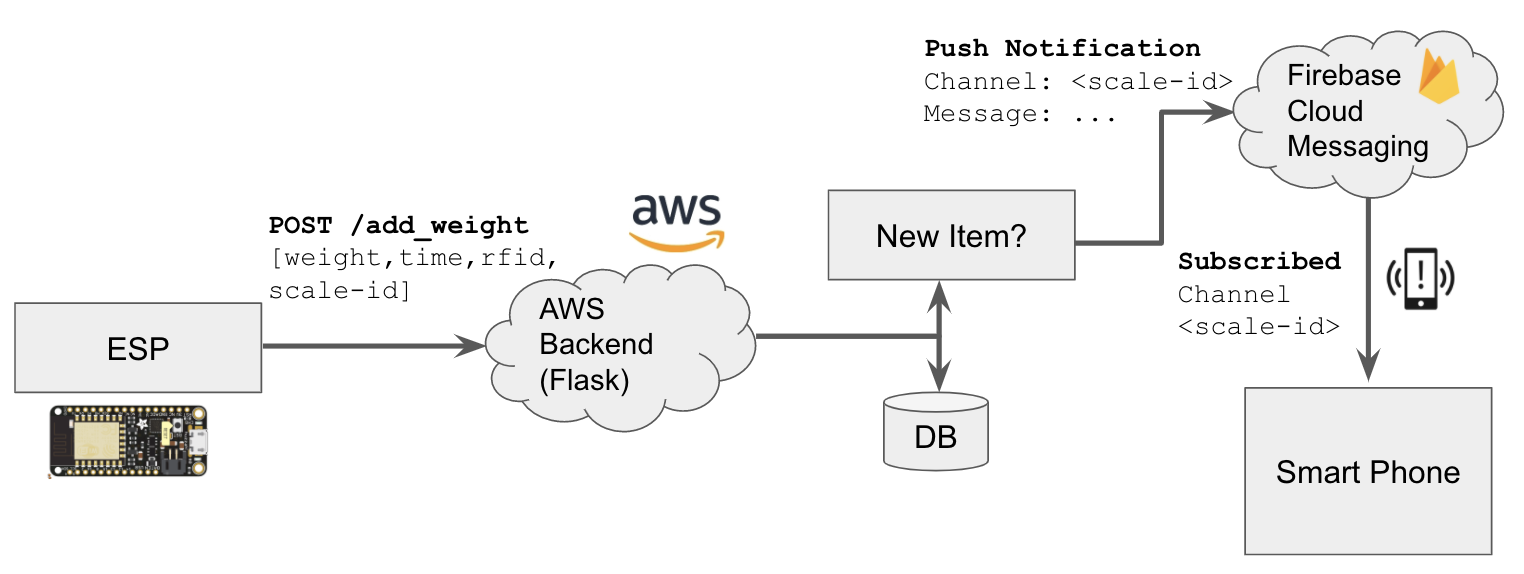 Push Notification
Channel: <scale-id>
Message: ...
Firebase
Cloud
Messaging
aws
POST /add_weight
[weight,time,rfid,
scale-id]
New Item?
Subscribed
Channel
<scale-id>
!
AWS
Backend
(Flask)
ESP
DB
Smart Phone